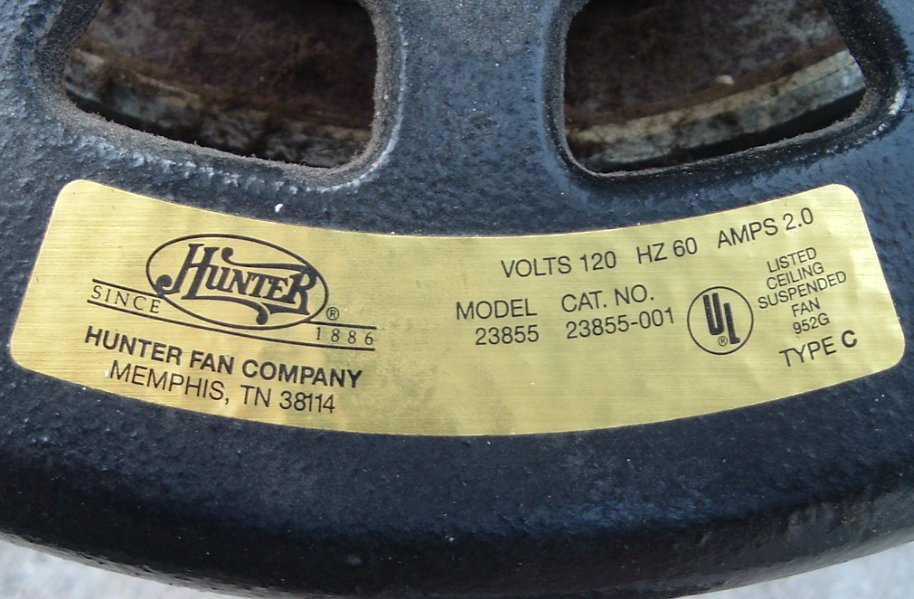 HUNTER®
SINCE 1886
HUNTER FAN COMPANY
MEMPHIS, TN 38114
VOLTS 120 HZ 60 AMPS 2.0
MODEL CAT. NO.
23855 23855-001
UL®
LISTED
CEILING
SUSPENDED
FAN
952G
TYPE C